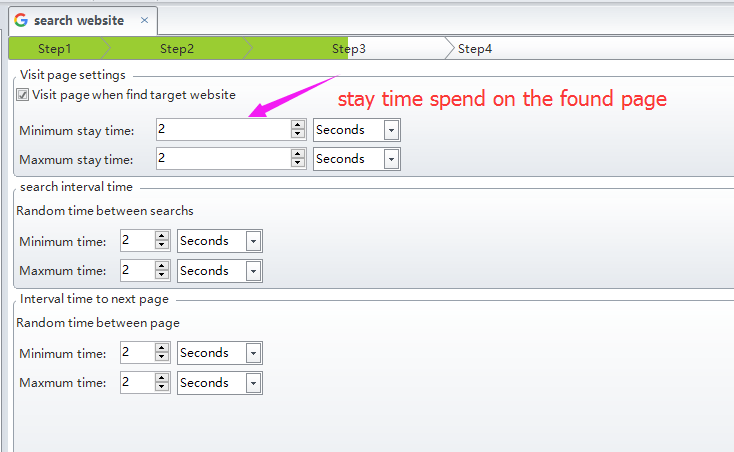 search website ×
Step1 Step2 Step3 Step4
Visit page settings
Visit page when find target website
stay time spend on the found page
Minimum stay time: 2 Seconds
Maxmum stay time: 2 Seconds
search interval time
Random time between searchs
Minimum time: 2 Seconds
Maxmum time: 2 Seconds
Interval time to next page
Random time between page
Minimum time: 2 Seconds
Maxmum time: 2 Seconds